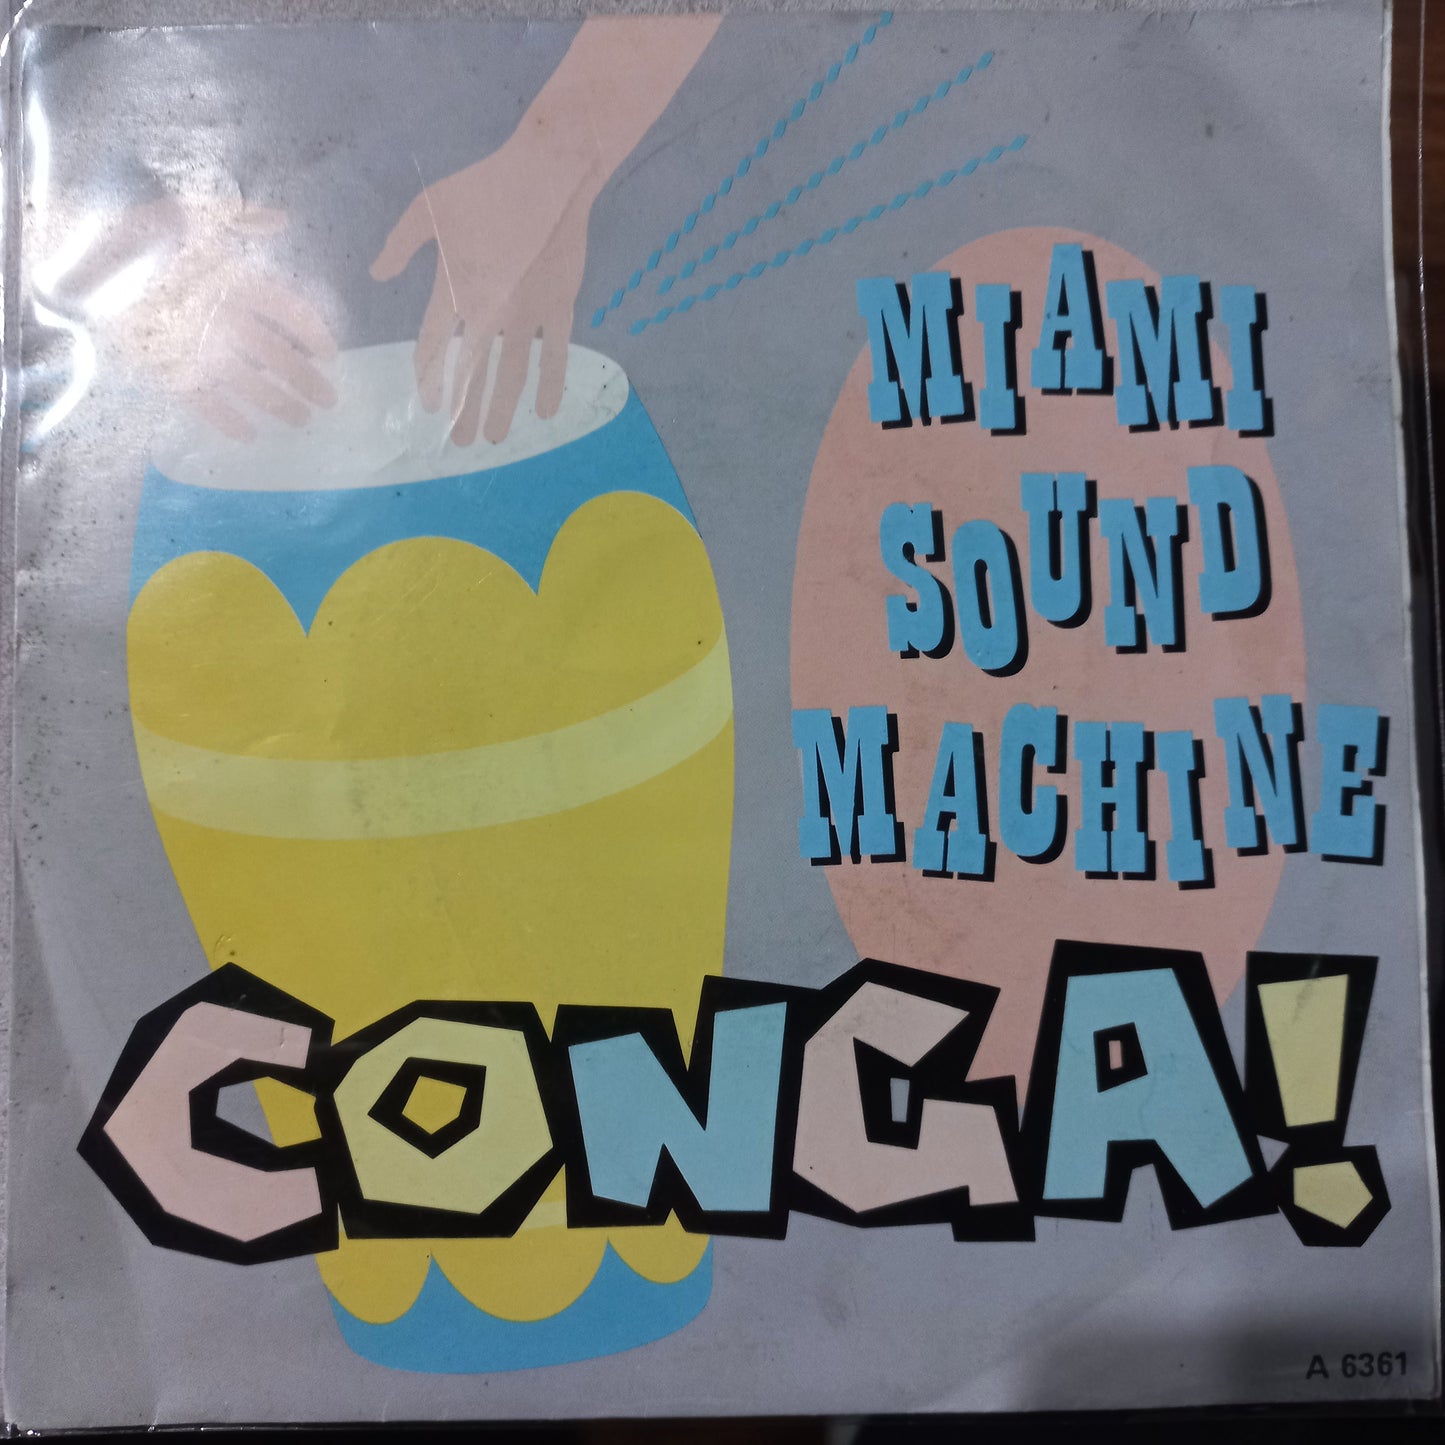 MIAMI
SOUND
MACHINE
CONGA!
A 6361